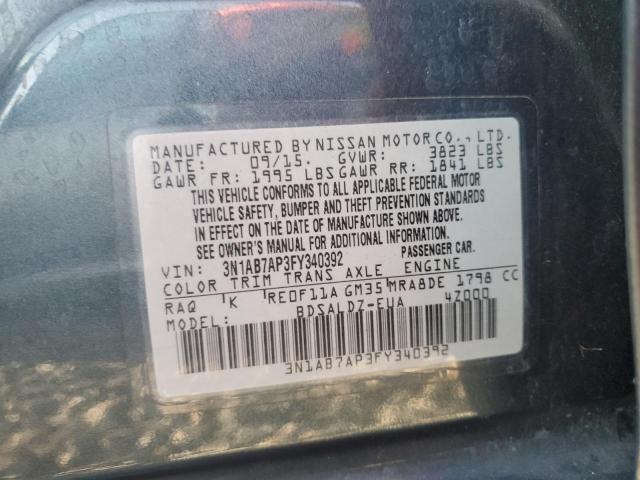 MANUFACTURED BY NISSAN MOTOR CO., LTD.
DATE: 09/15. GVWR: 3823 LBS
GAWR FR: 1995 LBS GAWR RR: 1841 LBS
THIS VEHICLE CONFORMS TO ALL APPLICABLE FEDERAL MOTOR
VEHICLE SAFETY, BUMPER AND THEFT PREVENTION STANDARDS
IN EFFECT ON THE DATE OF MANUFACTURE SHOWN ABOVE.
SEE OWNER'S MANUAL FOR ADDITIONAL INFORMATION.
VIN: 3N1AB7AP3FY340392 PASSENGER CAR.
COLOR TRIM TRANS AXLE ENGINE
RAQ K RE0F11A GM35 MRA8DE 1798 CC
MODEL: BDSALDZ-EUA 4Z000
3N1AB7AP3FY340392